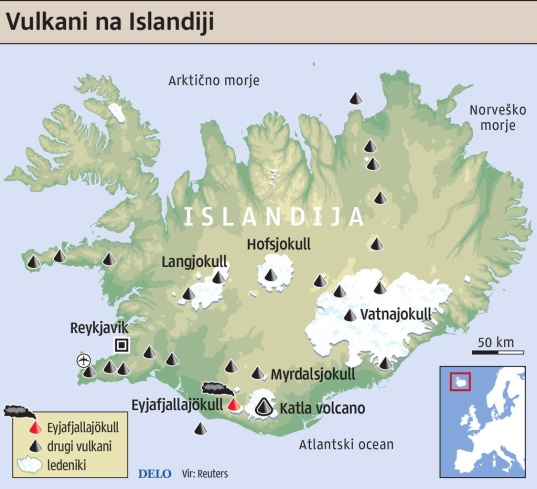 Vulkani na Islandiji
Arktično morje
Norveško
morje
ISLANDIJA
Hofsjokull
Langjokull
Vatnajokull
Reykjavik
50 km
Myrdalsjokull
Eyjafjallajökull
Katla volcano
Atlantski ocean
Eyjafjallajökull
drugi vulkani
ledeniki
DELO Vir: Reuters